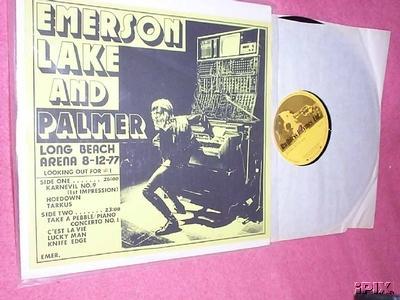 EMERSON
LAKE
AND
PALMER
LONG BEACH
ARENA 8-12-77
LOOKING OUT FOR #1
SIDE ONE....... 25:00
KARNEVIL NO. 9
(1st IMPRESSION)
HOEDOWN
TARKUS
SIDE TWO...... 23:00
TAKE A PEBBLE/PIANO
CONCERTO NO. 1
C'EST LA VIE
LUCKY MAN
KNIFE EDGE
EMER.
iPIX